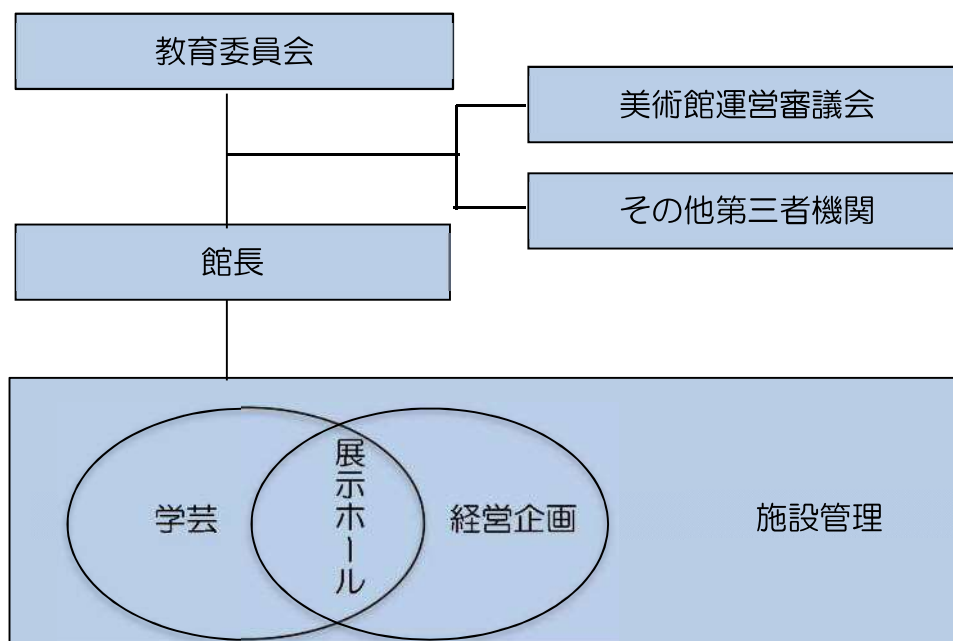 教育委員会
美術館運営審議会
その他第三者機関
館長
学芸
展示ホール
経営企画
施設管理